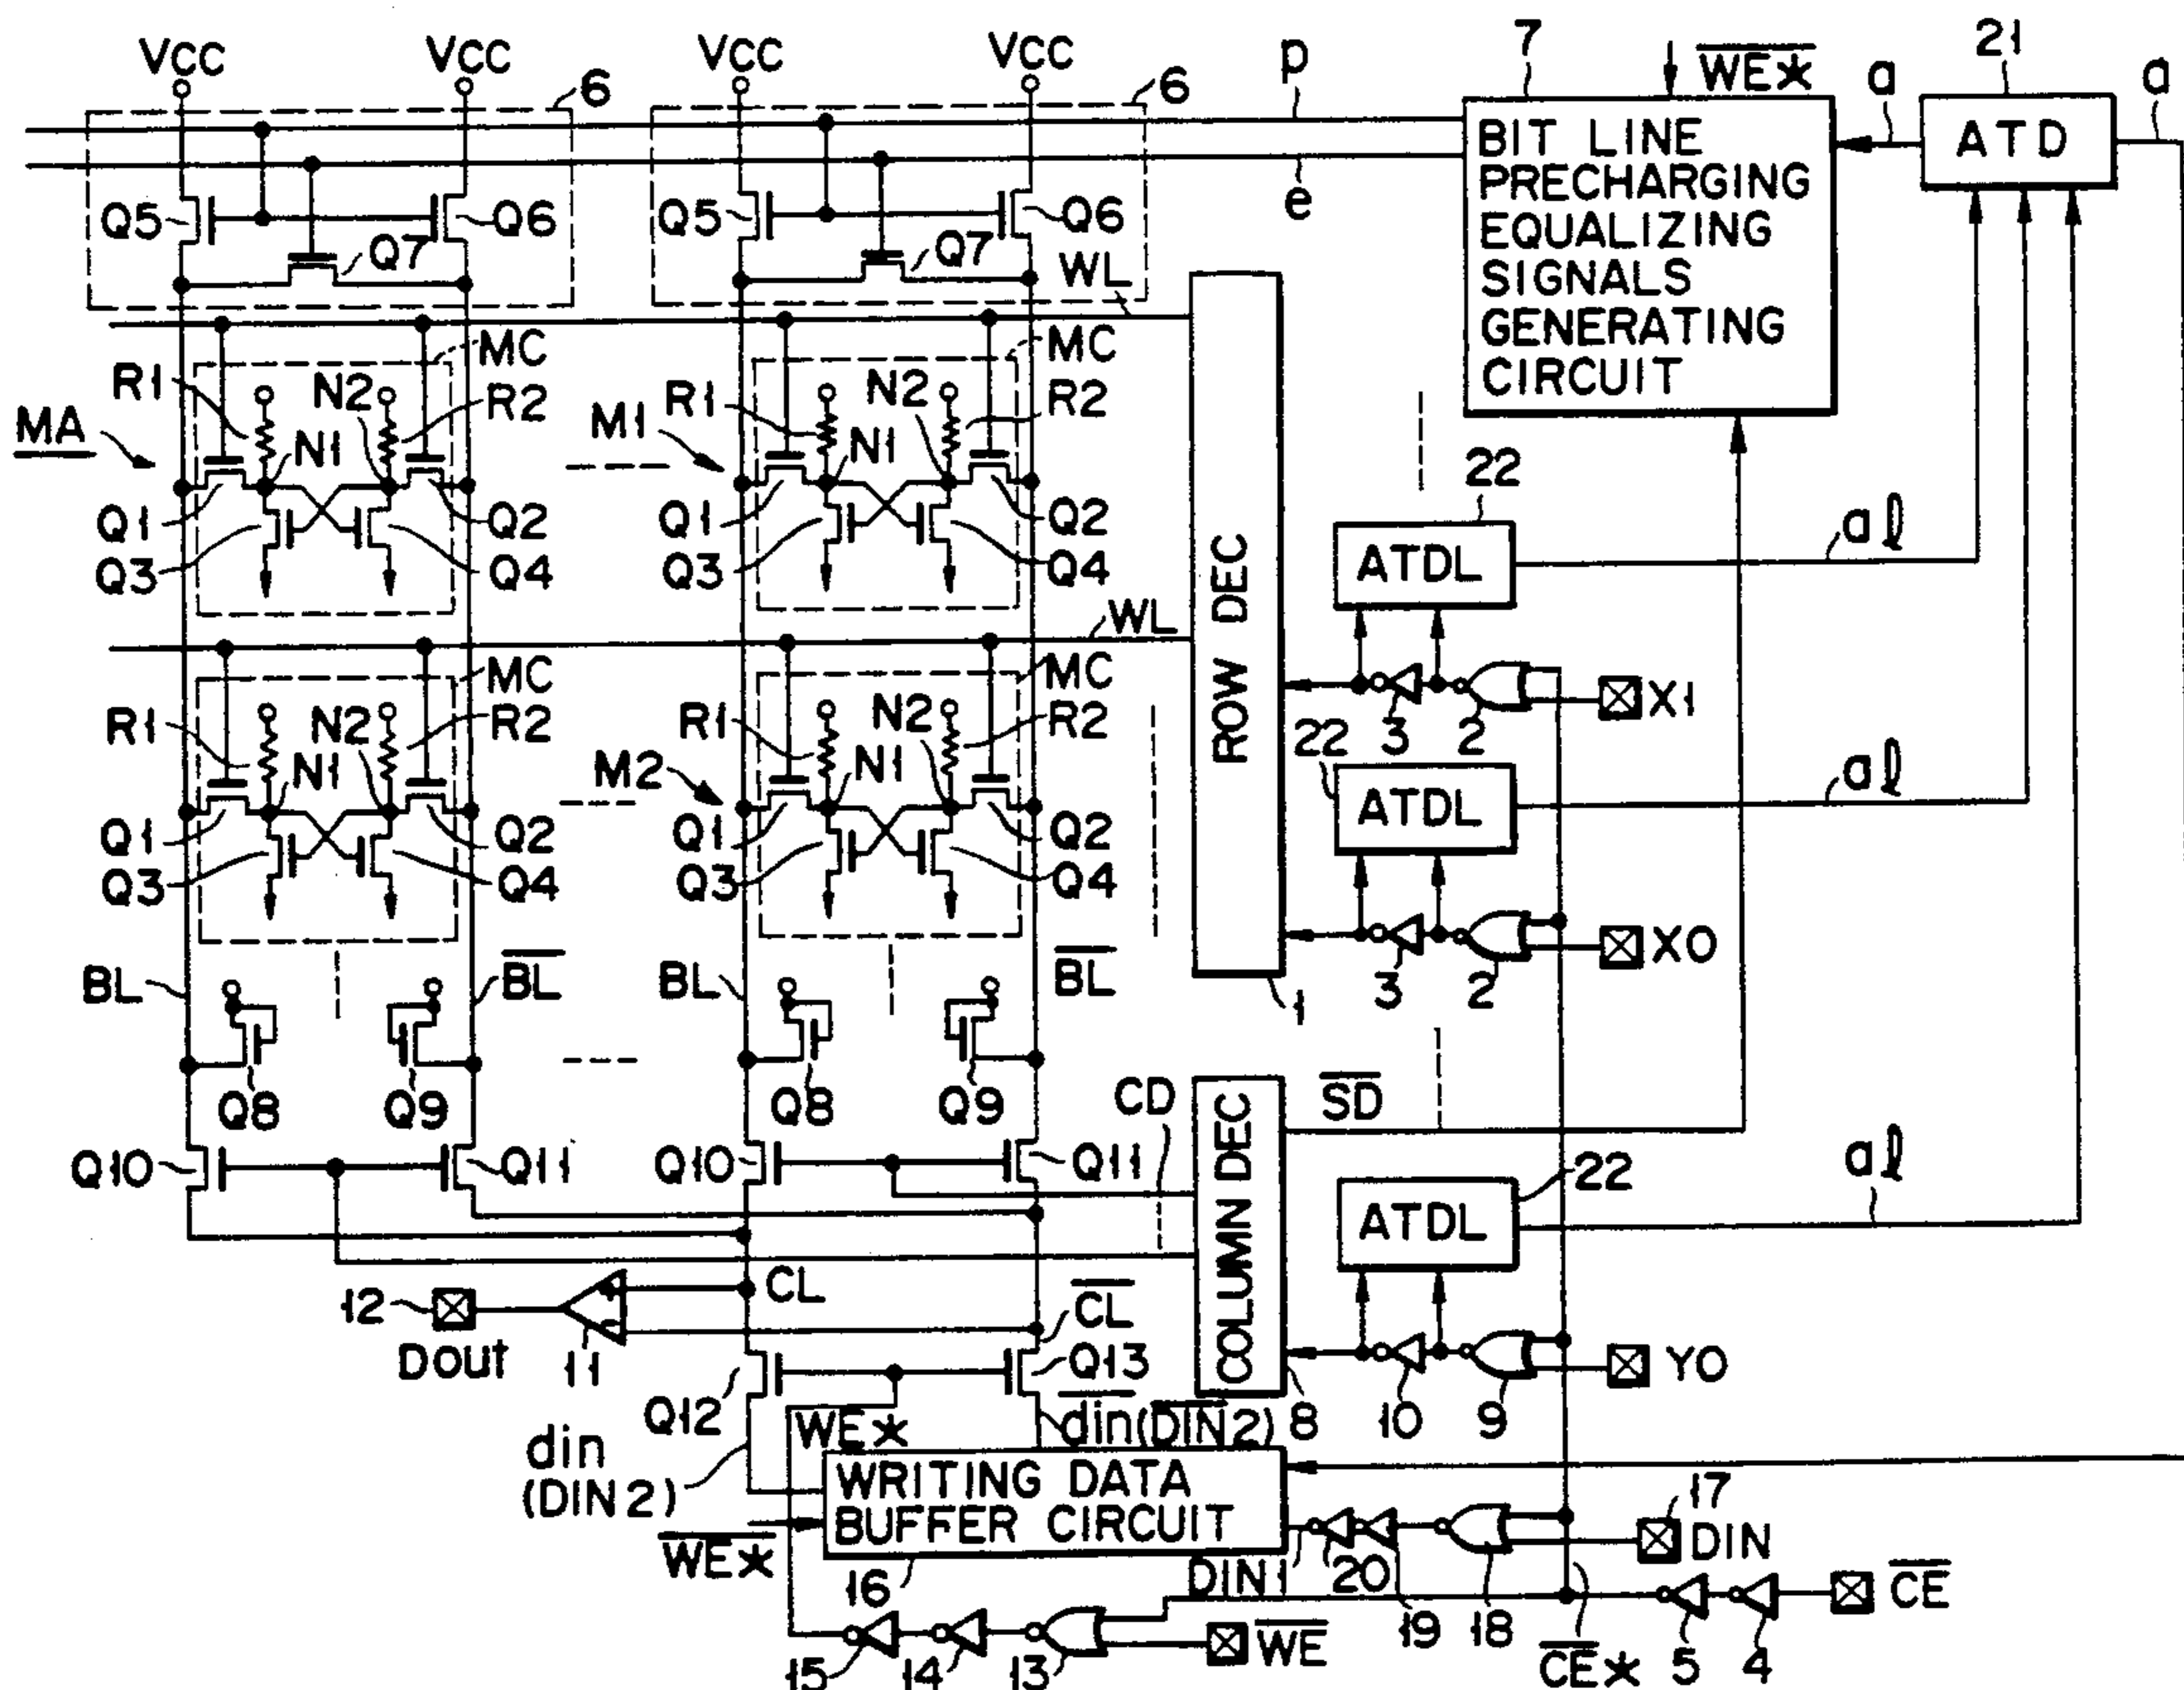 VCC VCC VCC VCC p 7 WE* a 21 a
6 6
BIT LINE PRECHARGING EQUALIZING SIGNALS GENERATING CIRCUIT
ATD
e
Q5 Q6 Q5 Q6
Q7 Q7 WL
MC MC
R1 N2 R2 R1 N2 R2
MA N1 M1 N1
22
Q1 Q2 Q1 Q2
al
Q3 Q4 Q3 Q4
ATDL
ROW DEC
WL
MC MC
X1
R1 N2 R2 R1 N2 R2
22 3 2
N1 M2 N1
al
ATDL
Q1 Q2 Q1 Q2
Q3 Q4 Q3 Q4
X0
BL BL BL BL
3 2
1
Q8 Q9 Q8 Q9
CD SD
COLUMN DEC
Q10 Q11 Q10 Q11
22
al
ATDL
CL CL
12
Dout 11
Q13
Y0
Q12
WE* din(DIN2) 8 10 9
din
(DIN2)
WRITING DATA
BUFFER CIRCUIT
17
DIN
WE*
16 DIN1 20
19 18
CE
WE
15 14 13
CE* 5 4